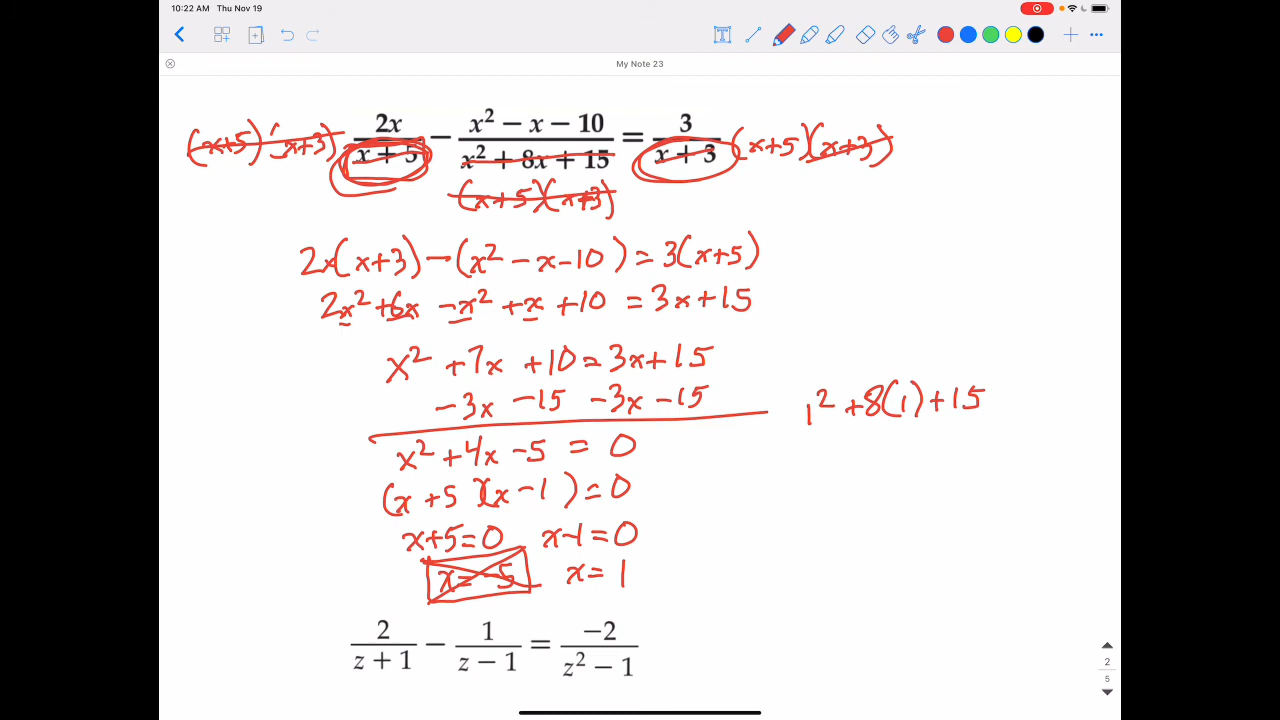 10:22 AM Thu Nov 19
T
My Note 23
(x+5)(x+3) 2x/(x + 5) − (x² − x − 10)/(x² + 8x + 15) = 3/(x + 3) (x+5)(x+3)
(x+5)(x+3)
2x(x+3) − (x² − x − 10) = 3(x+5)
2x² + 6x − x² + x + 10 = 3x + 15
x² + 7x + 10 = 3x + 15
− 3x − 15 − 3x − 15
1² + 8(1) + 15
x² + 4x − 5 = 0
(x + 5)(x − 1) = 0
x+5=0 x−1=0
x = −5 x = 1
2/(z + 1) − 1/(z − 1) = −2/(z² − 1)
2
5